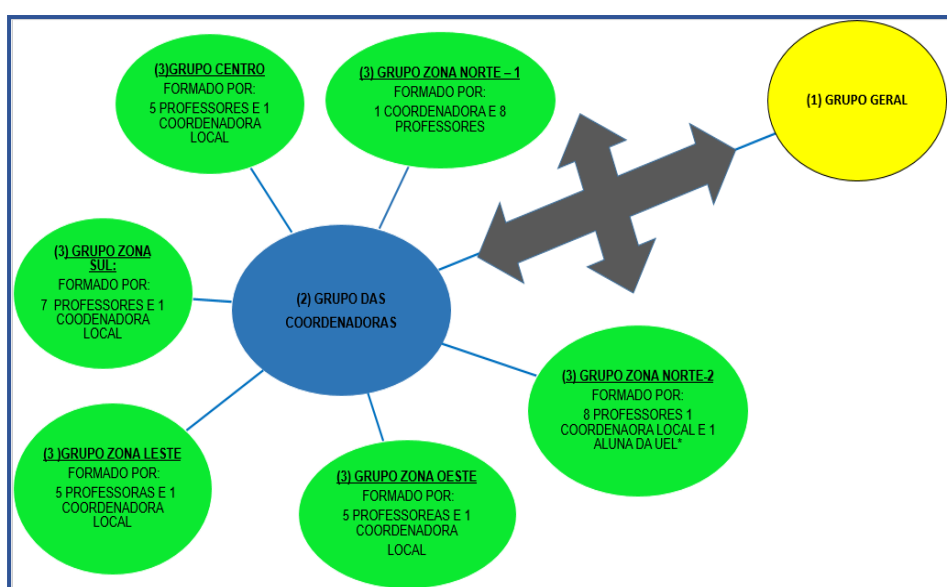 (3)GRUPO CENTRO
FORMADO POR:
5 PROFESSORES E 1
COORDENADORA
LOCAL
(3) GRUPO ZONA NORTE – 1
FORMADO POR:
1 COORDENADORA E 8
PROFESSORES
(1) GRUPO GERAL
(3) GRUPO ZONA
SUL:
FORMADO POR:
7 PROFESSORES E 1
COODENADORA
LOCAL
(2) GRUPO DAS
COORDENADORAS
(3) GRUPO ZONA NORTE-2
FORMADO POR:
8 PROFESSORES 1
COORDENAORA LOCAL E 1
ALUNA DA UEL*
(3 )GRUPO ZONA LESTE
FORMADO POR:
5 PROFESSORAS E 1
COORDENADORA
LOCAL
(3) GRUPO ZONA OESTE
FORMADO POR:
5 PROFESSOREAS E 1
COORDENADORA
LOCAL